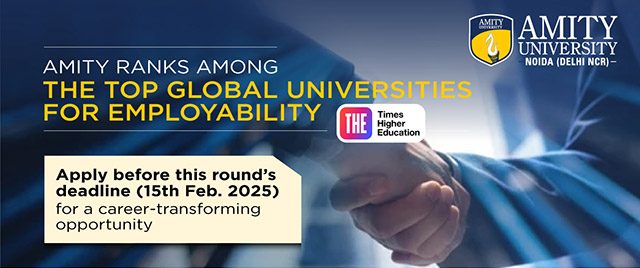 AMITY
UNIVERSITY
AMITY
UNIVERSITY
NOIDA (DELHI NCR)
AMITY RANKS AMONG
THE TOP GLOBAL UNIVERSITIES
FOR EMPLOYABILITY
THE
Times
Higher
Education
Apply before this round's
deadline (15th Feb. 2025)
for a career-transforming
opportunity